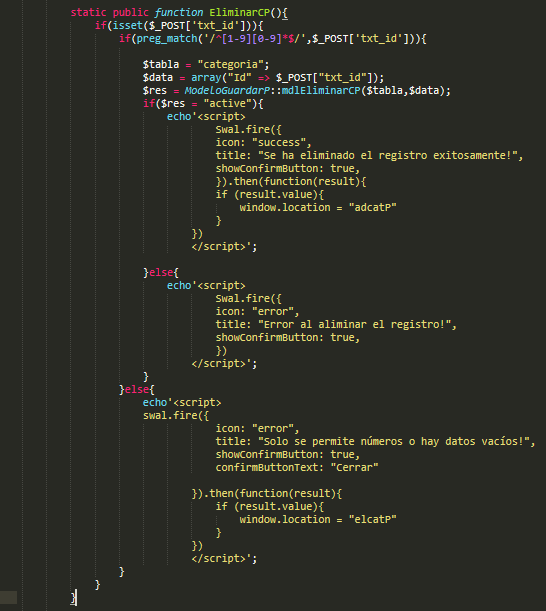 static public function EliminarCP(){
if(isset($_POST['txt_id'])){
if(preg_match('/^[1-9][0-9]*$/',$_POST['txt_id'])){
$tabla = "categoria";
$data = array("Id" => $_POST["txt_id"]);
$res = ModeloGuardarP::mdlEliminarCP($tabla,$data);
if($res = "active"){
echo'<script>
Swal.fire({
icon: "success",
title: "Se ha eliminado el registro exitosamente!",
showConfirmButton: true,
}).then(function(result){
if (result.value){
window.location = "adcatP"
}
})
</script>';
}else{
echo'<script>
Swal.fire({
icon: "error",
title: "Error al aliminar el registro!",
showConfirmButton: true,
})
</script>';
}
}else{
echo'<script>
swal.fire({
icon: "error",
title: "Solo se permite números o hay datos vacíos!",
showConfirmButton: true,
confirmButtonText: "Cerrar"
}).then(function(result){
if (result.value){
window.location = "elcatP"
}
})
</script>';
}
}
}